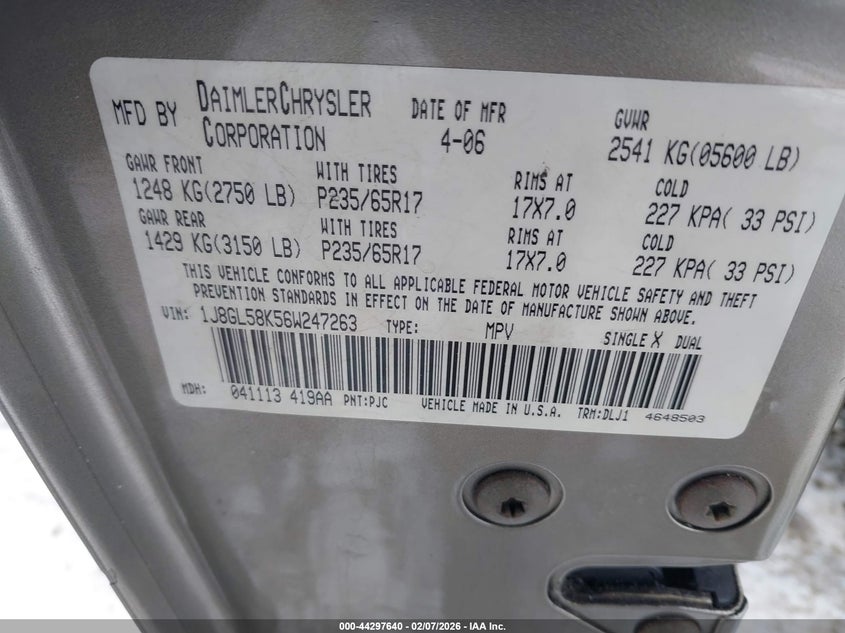 MFD BY DAIMLERCHRYSLER CORPORATION DATE OF MFR 4-06 GVWR 2541 KG(05600 LB)
GAWR FRONT WITH TIRES RIMS AT COLD
1248 KG(2750 LB) P235/65R17 17X7.0 227 KPA( 33 PSI)
GAWR REAR WITH TIRES RIMS AT COLD
1429 KG(3150 LB) P235/65R17 17X7.0 227 KPA( 33 PSI)
THIS VEHICLE CONFORMS TO ALL APPLICABLE FEDERAL MOTOR VEHICLE SAFETY AND THEFT
PREVENTION STANDARDS IN EFFECT ON THE DATE OF MANUFACTURE SHOWN ABOVE.
VIN: 1J8GL58K56W247263 TYPE: MPV SINGLE X DUAL
MDH: 041113 419AA PNT:PJC VEHICLE MADE IN U.S.A. TRM:DLJ1 4648503
000-44297640 - 02/07/2026 - IAA Inc.